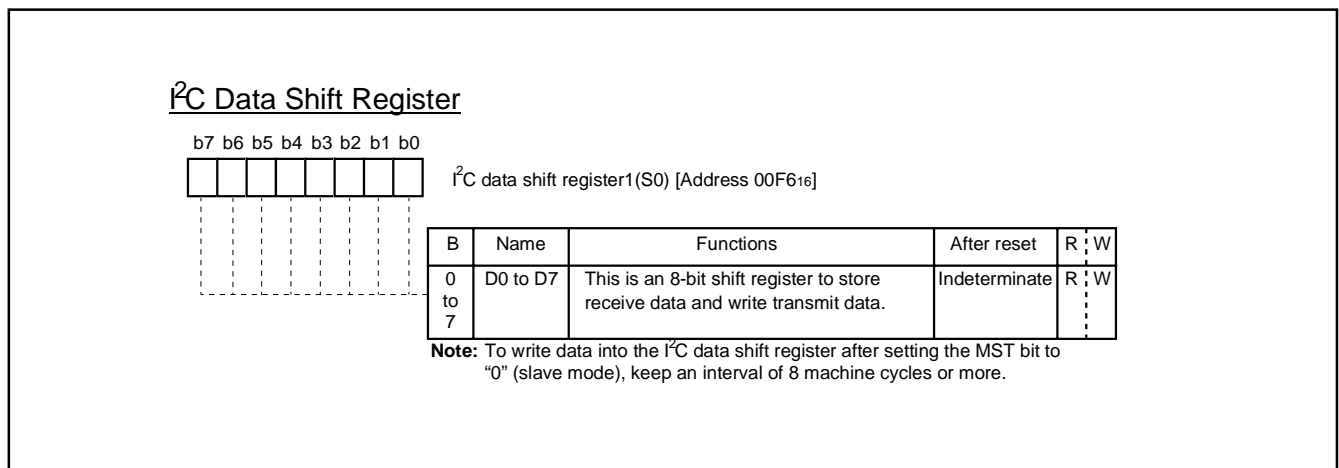 I²C Data Shift Register
b7 b6 b5 b4 b3 b2 b1 b0
I²C data shift register1(S0) [Address 00F6₁₆]
B Name Functions After reset R W
0 to 7 D0 to D7 This is an 8-bit shift register to store Indeterminate R W
receive data and write transmit data.
Note: To write data into the I²C data shift register after setting the MST bit to
“0” (slave mode), keep an interval of 8 machine cycles or more.